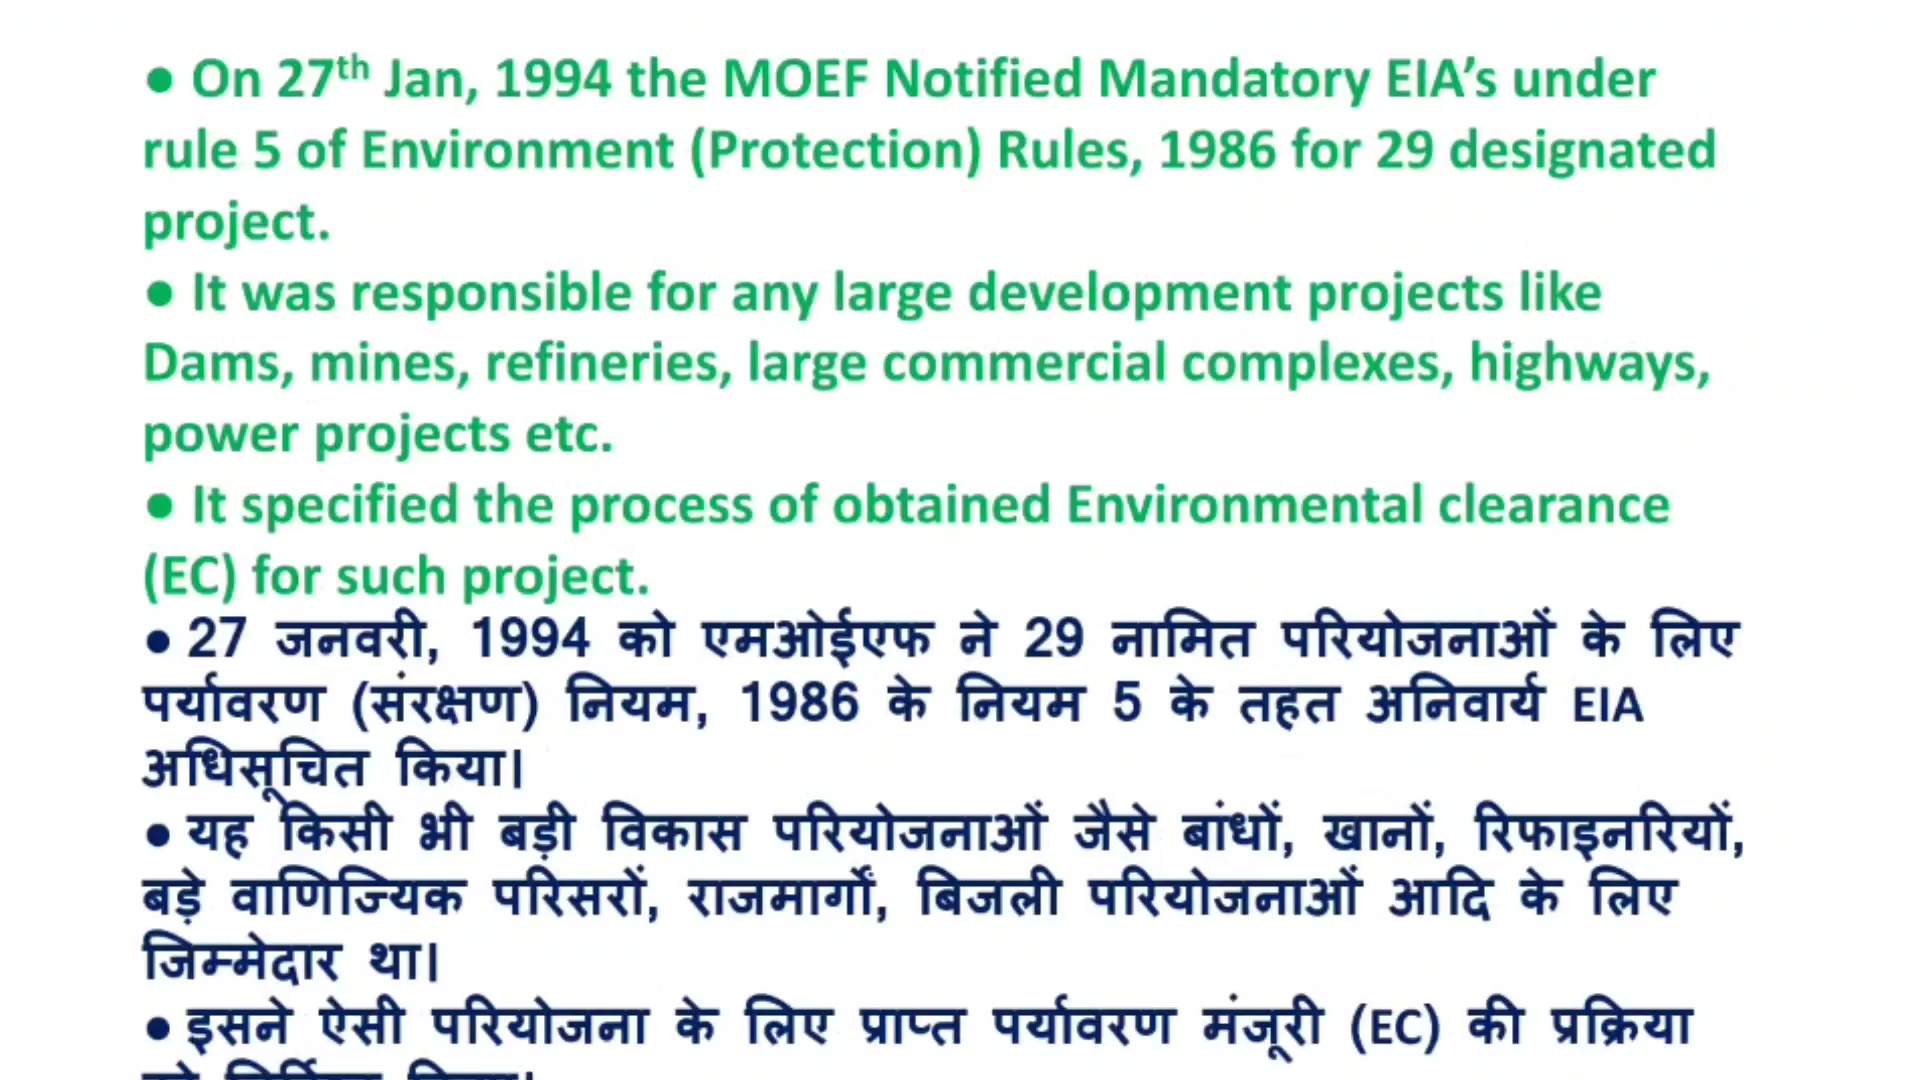 ● On 27th Jan, 1994 the MOEF Notified Mandatory EIA’s under
rule 5 of Environment (Protection) Rules, 1986 for 29 designated
project.
● It was responsible for any large development projects like
Dams, mines, refineries, large commercial complexes, highways,
power projects etc.
● It specified the process of obtained Environmental clearance
(EC) for such project.
● 27 जनवरी, 1994 को एमओईएफ ने 29 नामित परियोजनाओं के लिए
पर्यावरण (संरक्षण) नियम, 1986 के नियम 5 के तहत अनिवार्य EIA
अधिसूचित किया।
● यह किसी भी बड़ी विकास परियोजनाओं जैसे बांधों, खानों, रिफाइनरियों,
बड़े वाणिज्यिक परिसरों, राजमार्गों, बिजली परियोजनाओं आदि के लिए
जिम्मेदार था।
● इसने ऐसी परियोजना के लिए प्राप्त पर्यावरण मंजूरी (EC) की प्रक्रिया